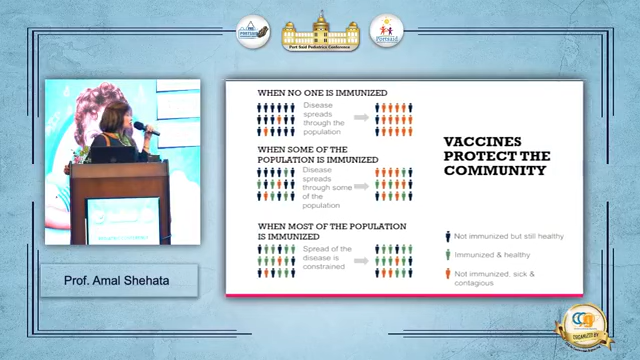 Port Said Pediatrics Conference
WHEN NO ONE IS IMMUNIZED
Disease
spreads
through the
population
WHEN SOME OF THE
POPULATION IS IMMUNIZED
Disease
spreads
through some
of the
population
WHEN MOST OF THE POPULATION
IS IMMUNIZED
Spread of the
disease is
constrained
VACCINES
PROTECT THE
COMMUNITY
Not immunized but still healthy
Immunized & healthy
Not immunized, sick &
contagious
Prof. Amal Shehata
ORGANIZED BY